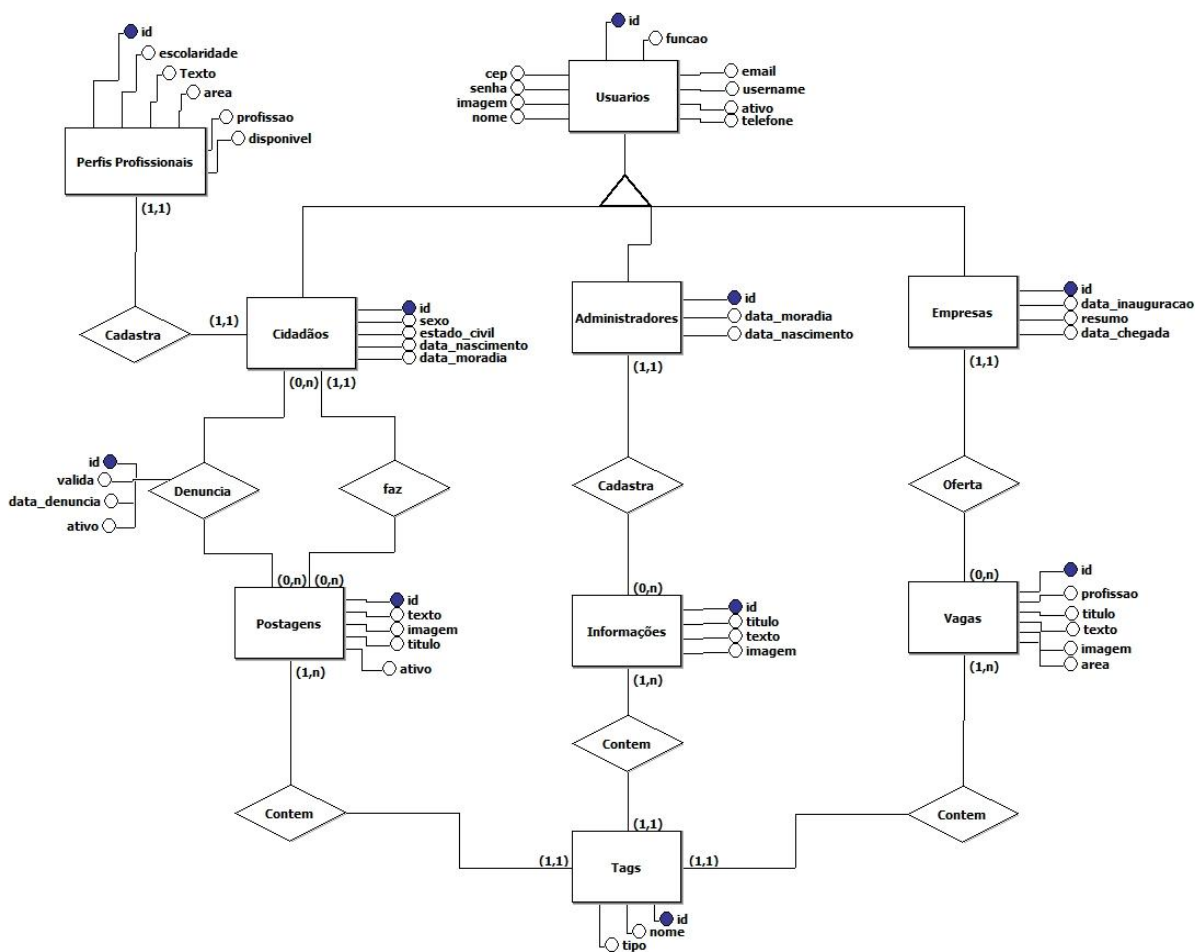 id
escolaridade
Texto
area
profissao
disponivel
Perfis Profissionais
(1,1)
id
funcao
cep
senha
imagem
nome
Usuarios
email
username
ativo
telefone
Cadastra
(1,1)
Cidadãos
id
sexo
estado_civil
data_nascimento
data_moradia
(0,n) (1,1)
Administradores
id
data_moradia
data_nascimento
(1,1)
Empresas
id
data_inauguracao
resumo
data_chegada
(1,1)
id
valida
data_denuncia
ativo
Denuncia
faz
Cadastra
Oferta
(0,n) (0,n)
Postagens
id
texto
imagem
titulo
ativo
(1,n)
(0,n)
Informações
id
titulo
texto
imagem
(1,n)
(0,n)
Vagas
id
profissao
titulo
texto
imagem
area
(1,n)
Contem
Contem
Contem
(1,1)
(1,1)
Tags
(1,1)
id
nome
tipo